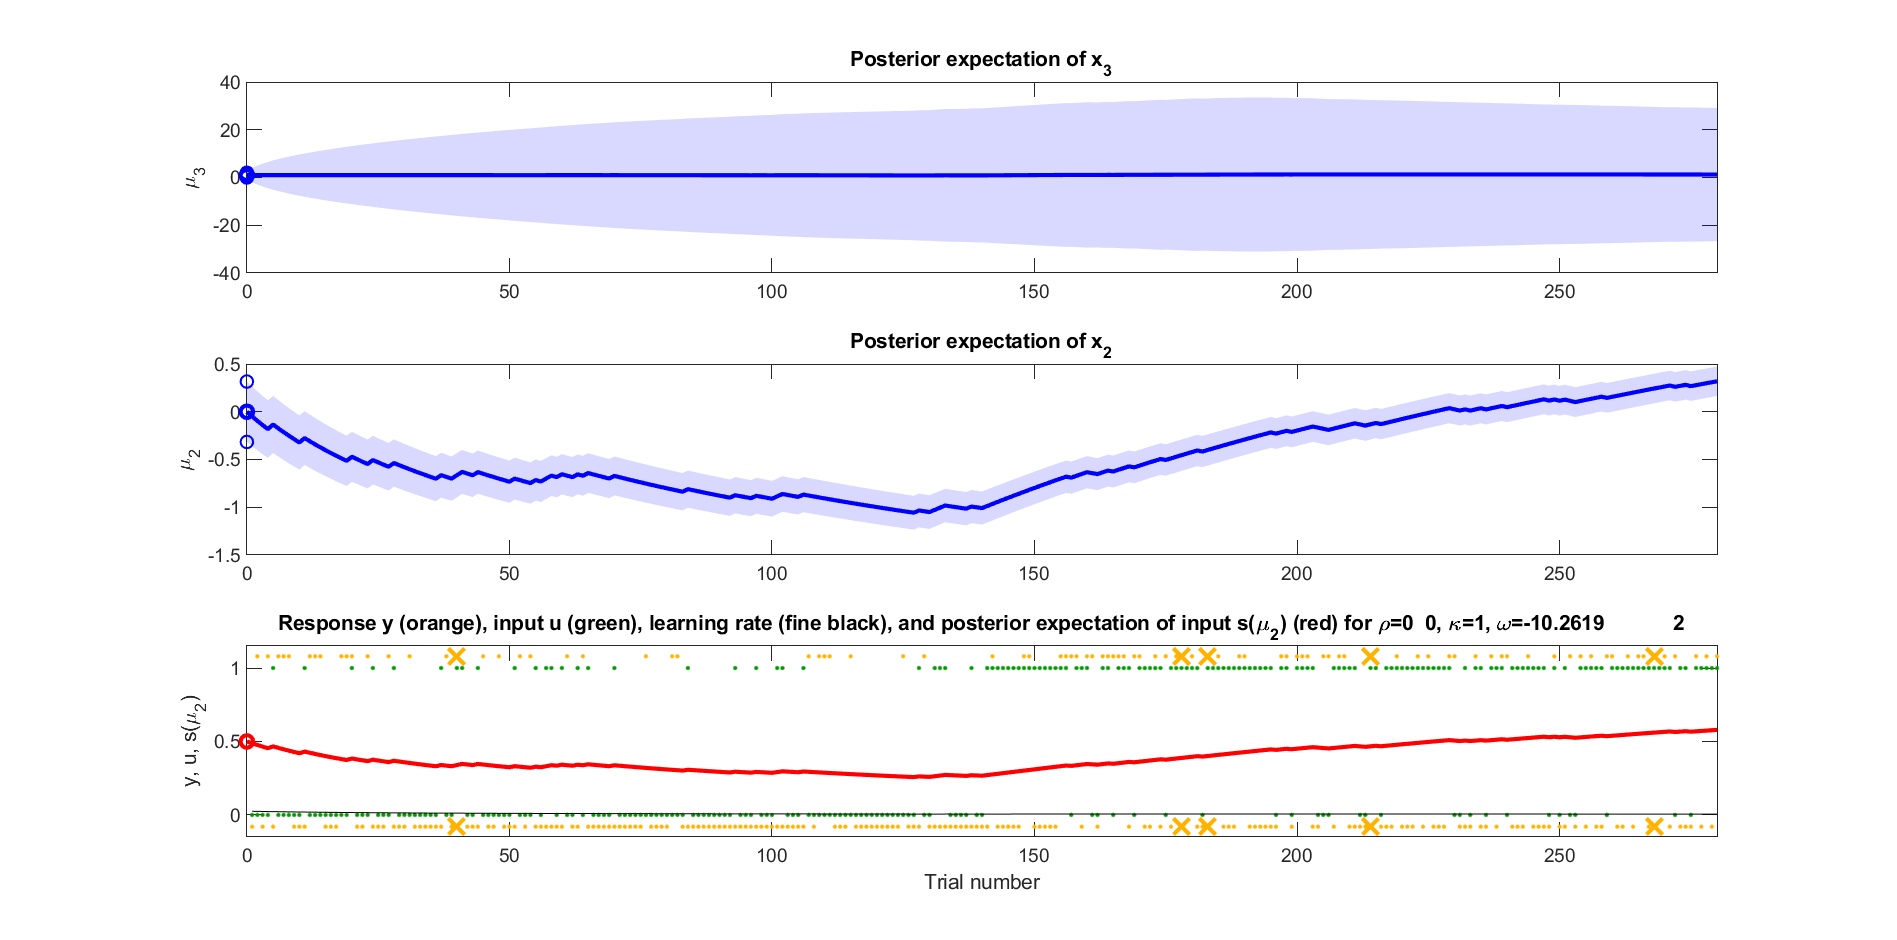 Posterior expectation of x3
40
20
0
-20
-40
μ3
0 50 100 150 200 250
Posterior expectation of x2
0.5
0
-0.5
-1
-1.5
μ2
0 50 100 150 200 250
Response y (orange), input u (green), learning rate (fine black), and posterior expectation of input s(μ2) (red) for ρ=0 0, κ=1, ω=-10.2619 2
1
0.5
0
y, u, s(μ2)
0 50 100 150 200 250
Trial number